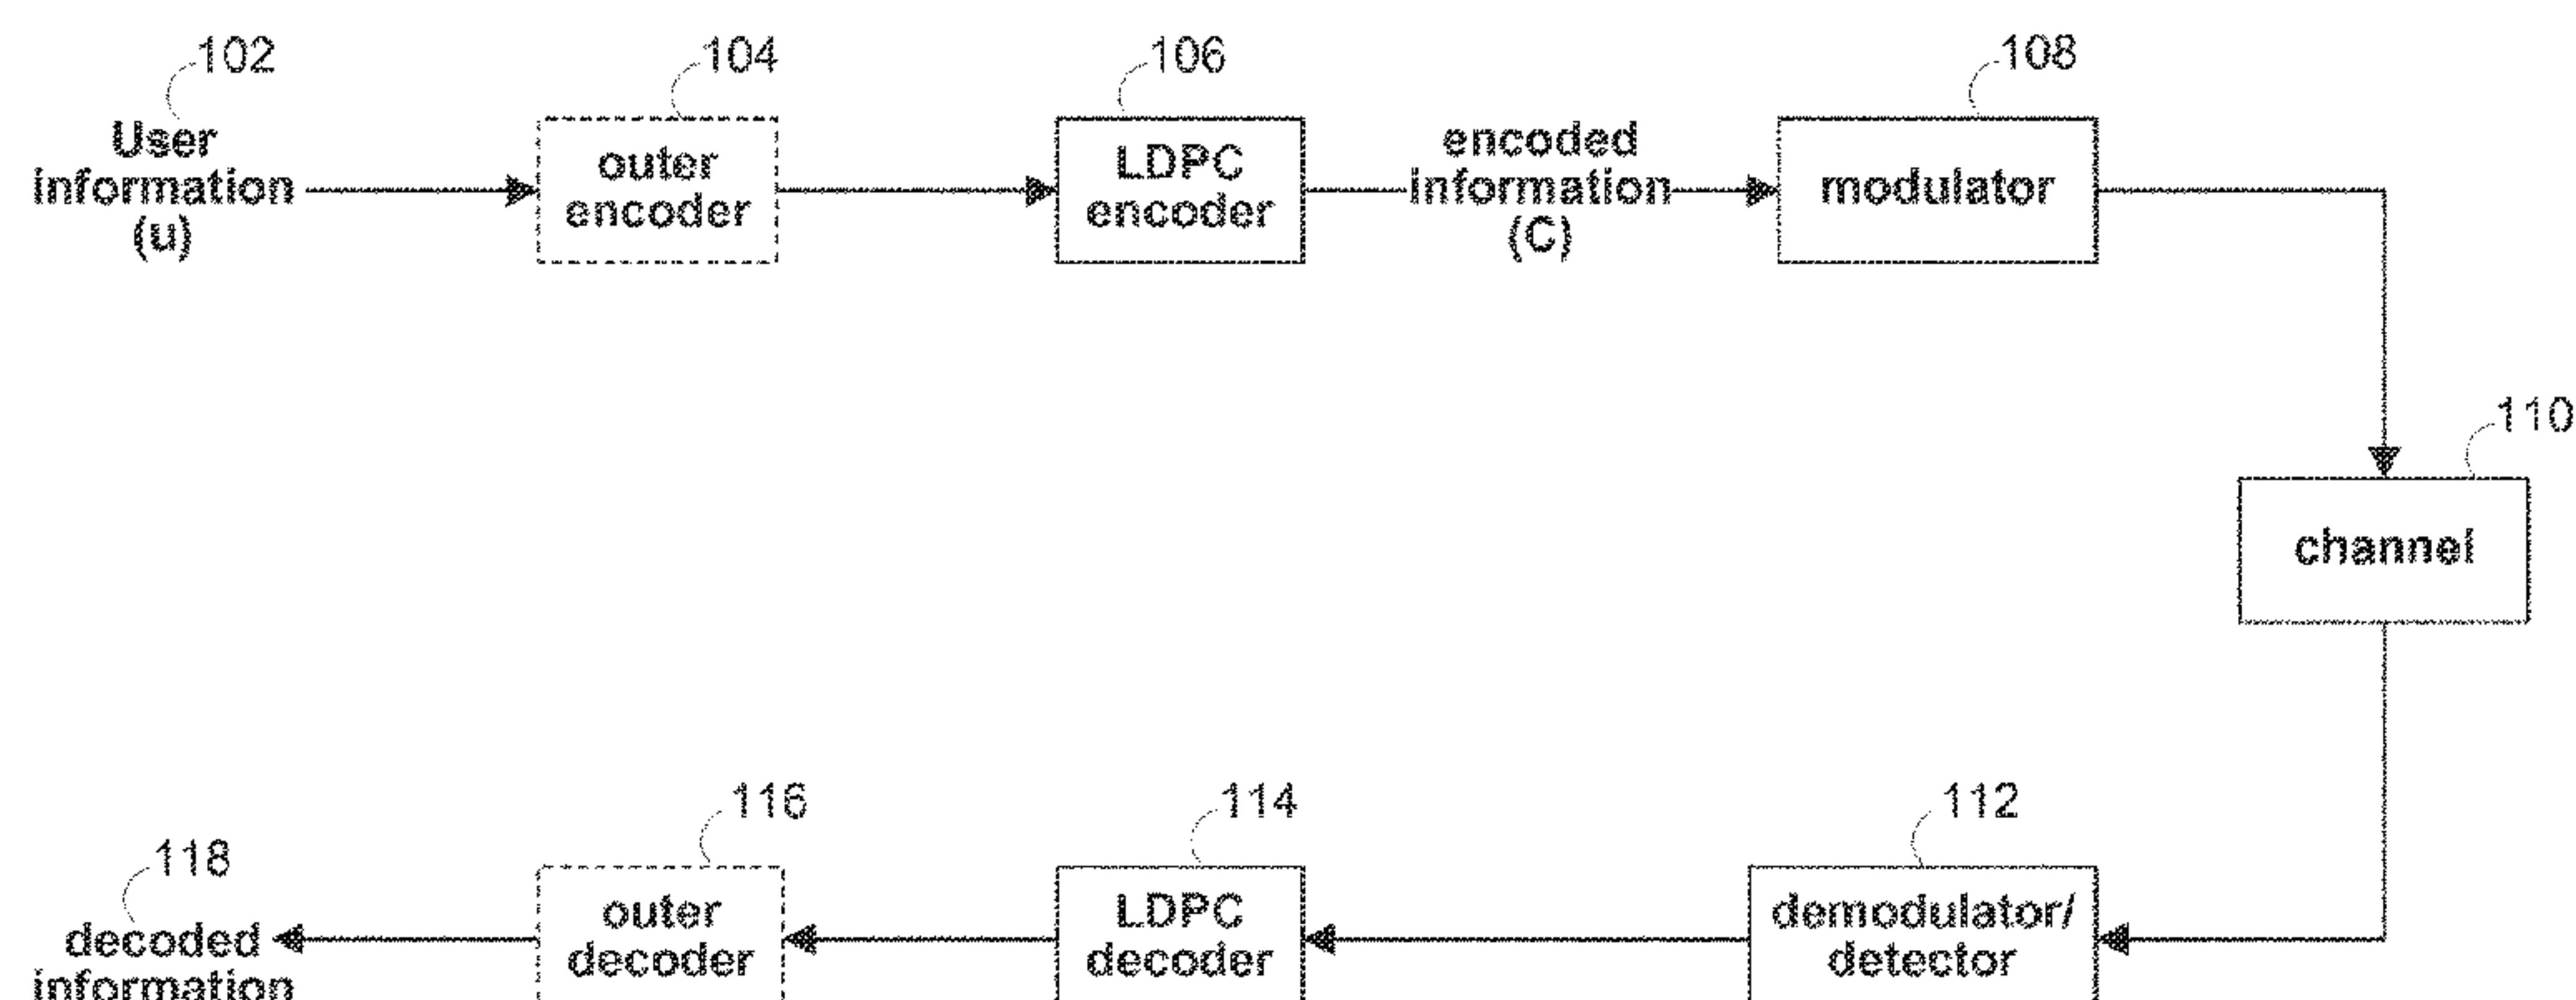 102
104
106
108
User
information
(u)
outer
encoder
LDPC
encoder
encoded
information
(C)
modulator
110
channel
116
114
112
118
decoded
information
outer
decoder
LDPC
decoder
demodulator/
detector